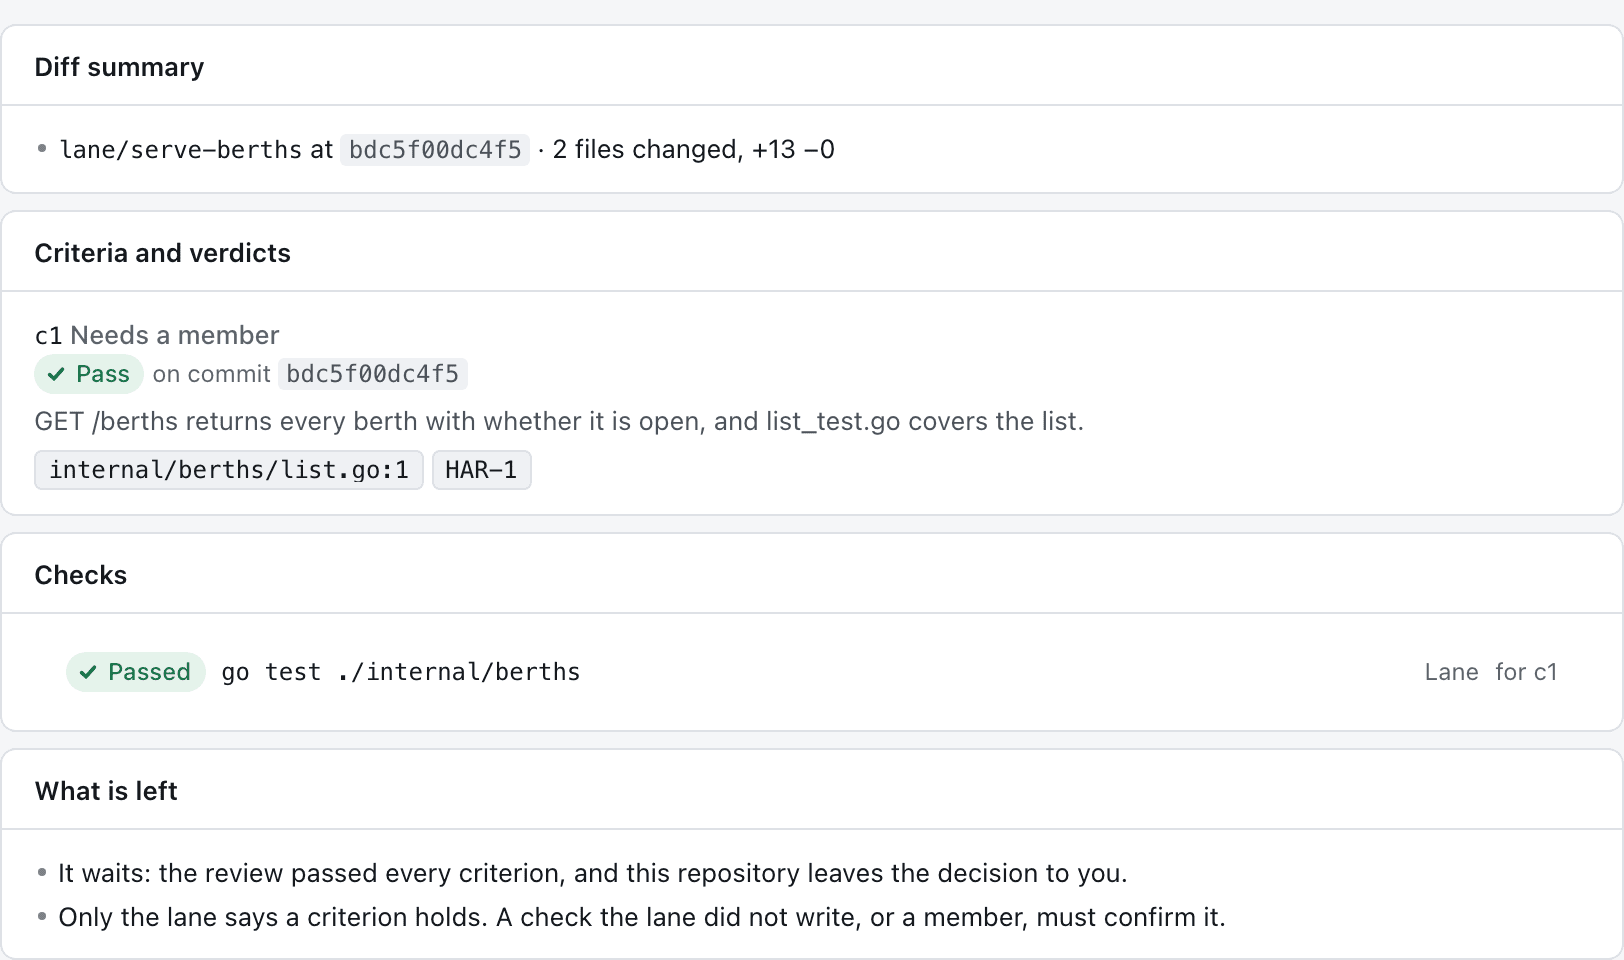 Diff summary
• lane/serve-berths at bdc5f00dc4f5 · 2 files changed, +13 −0
Criteria and verdicts
c1 Needs a member
✓ Pass on commit bdc5f00dc4f5
GET /berths returns every berth with whether it is open, and list_test.go covers the list.
internal/berths/list.go:1 HAR-1
Checks
✓ Passed go test ./internal/berths Lane for c1
What is left
• It waits: the review passed every criterion, and this repository leaves the decision to you.
• Only the lane says a criterion holds. A check the lane did not write, or a member, must confirm it.